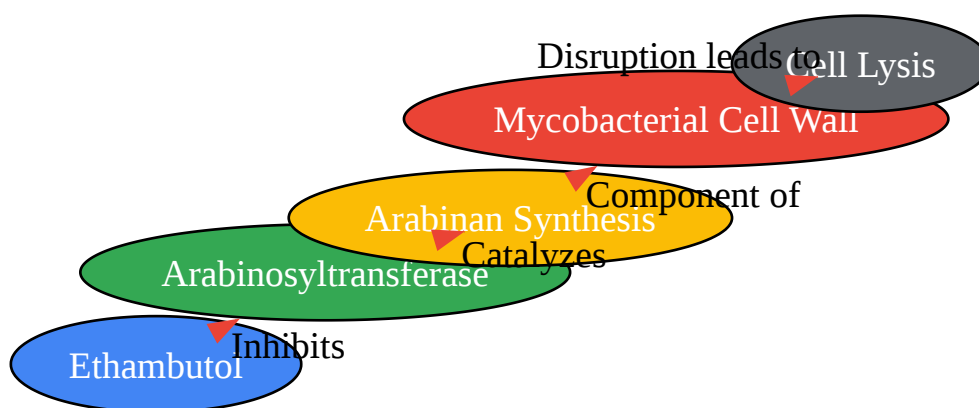 Disruption leads to
Cell Lysis
Mycobacterial Cell Wall
Component of
Arabinan Synthesis
Catalyzes
Arabinosyltransferase
Inhibits
Ethambutol